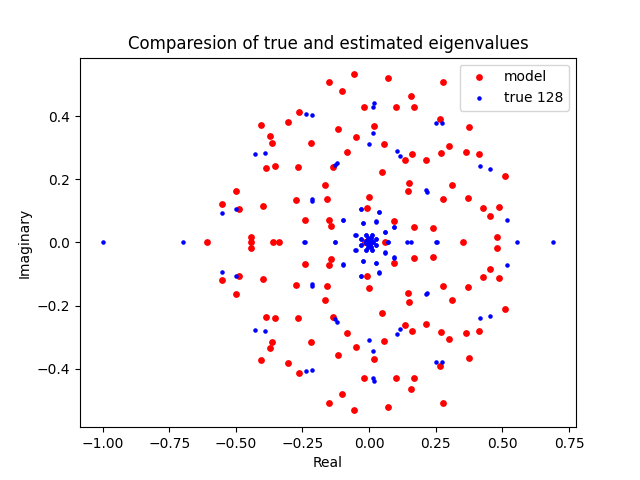 Comparesion of true and estimated eigenvalues
model
true 128
0.4
0.2
0.0
−0.2
−0.4
Imaginary
−1.00
−0.75
−0.50
−0.25
0.00
0.25
0.50
0.75
Real